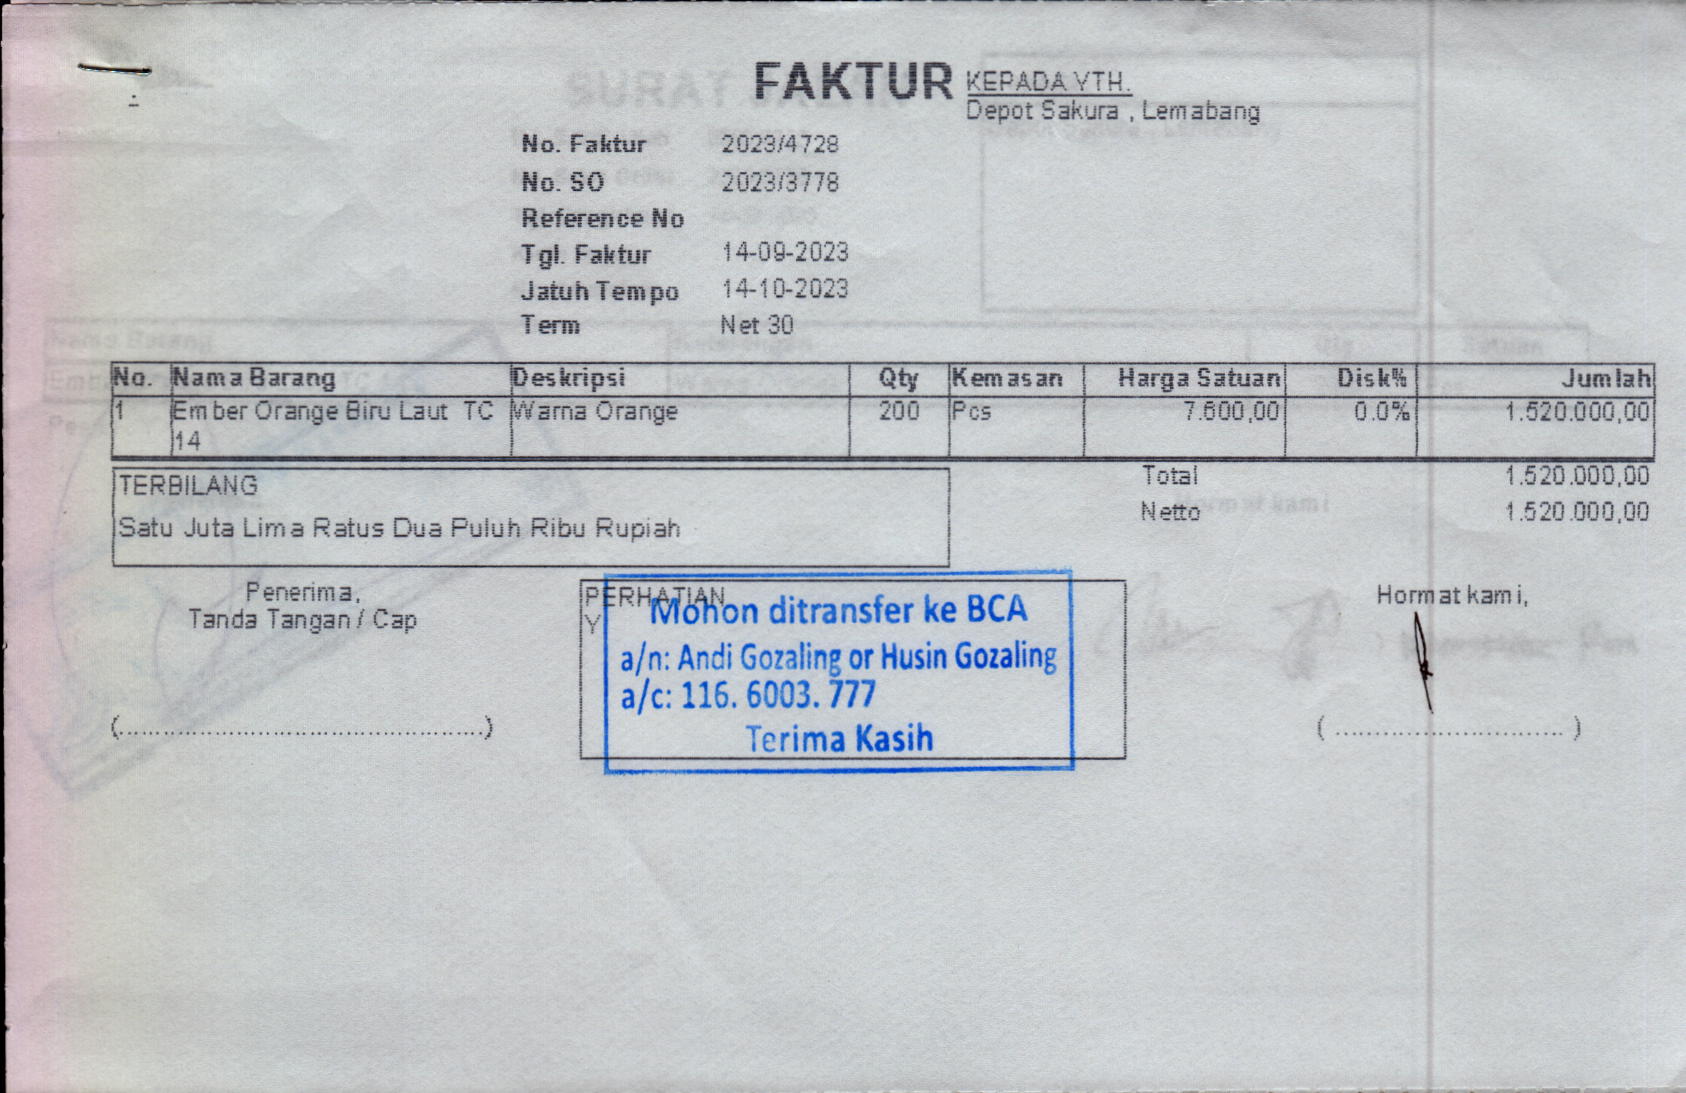 FAKTUR
KEPADA YTH.
Depot Sakura , Lemabang
No. Faktur 2023/4728
No. SO 2023/3778
Reference No
Tgl. Faktur 14-09-2023
Jatuh Tempo 14-10-2023
Term Net 30
No. Nama Barang Deskripsi Qty Kemasan Harga Satuan Disk% Jumlah
1 Ember Orange Biru Laut TC Warna Orange 200 Pcs 7.600,00 0.0% 1.520.000,00
14
Total 1.520.000,00
TERBILANG
Netto 1.520.000,00
Satu Juta Lima Ratus Dua Puluh Ribu Rupiah
Penerima,
Tanda Tangan / Cap
(...............................................)
PERHATIAN
Y
Mohon ditransfer ke BCA
a/n: Andi Gozaling or Husin Gozaling
a/c: 116. 6003. 777
Terima Kasih
Hormat kami,
( ............................. )